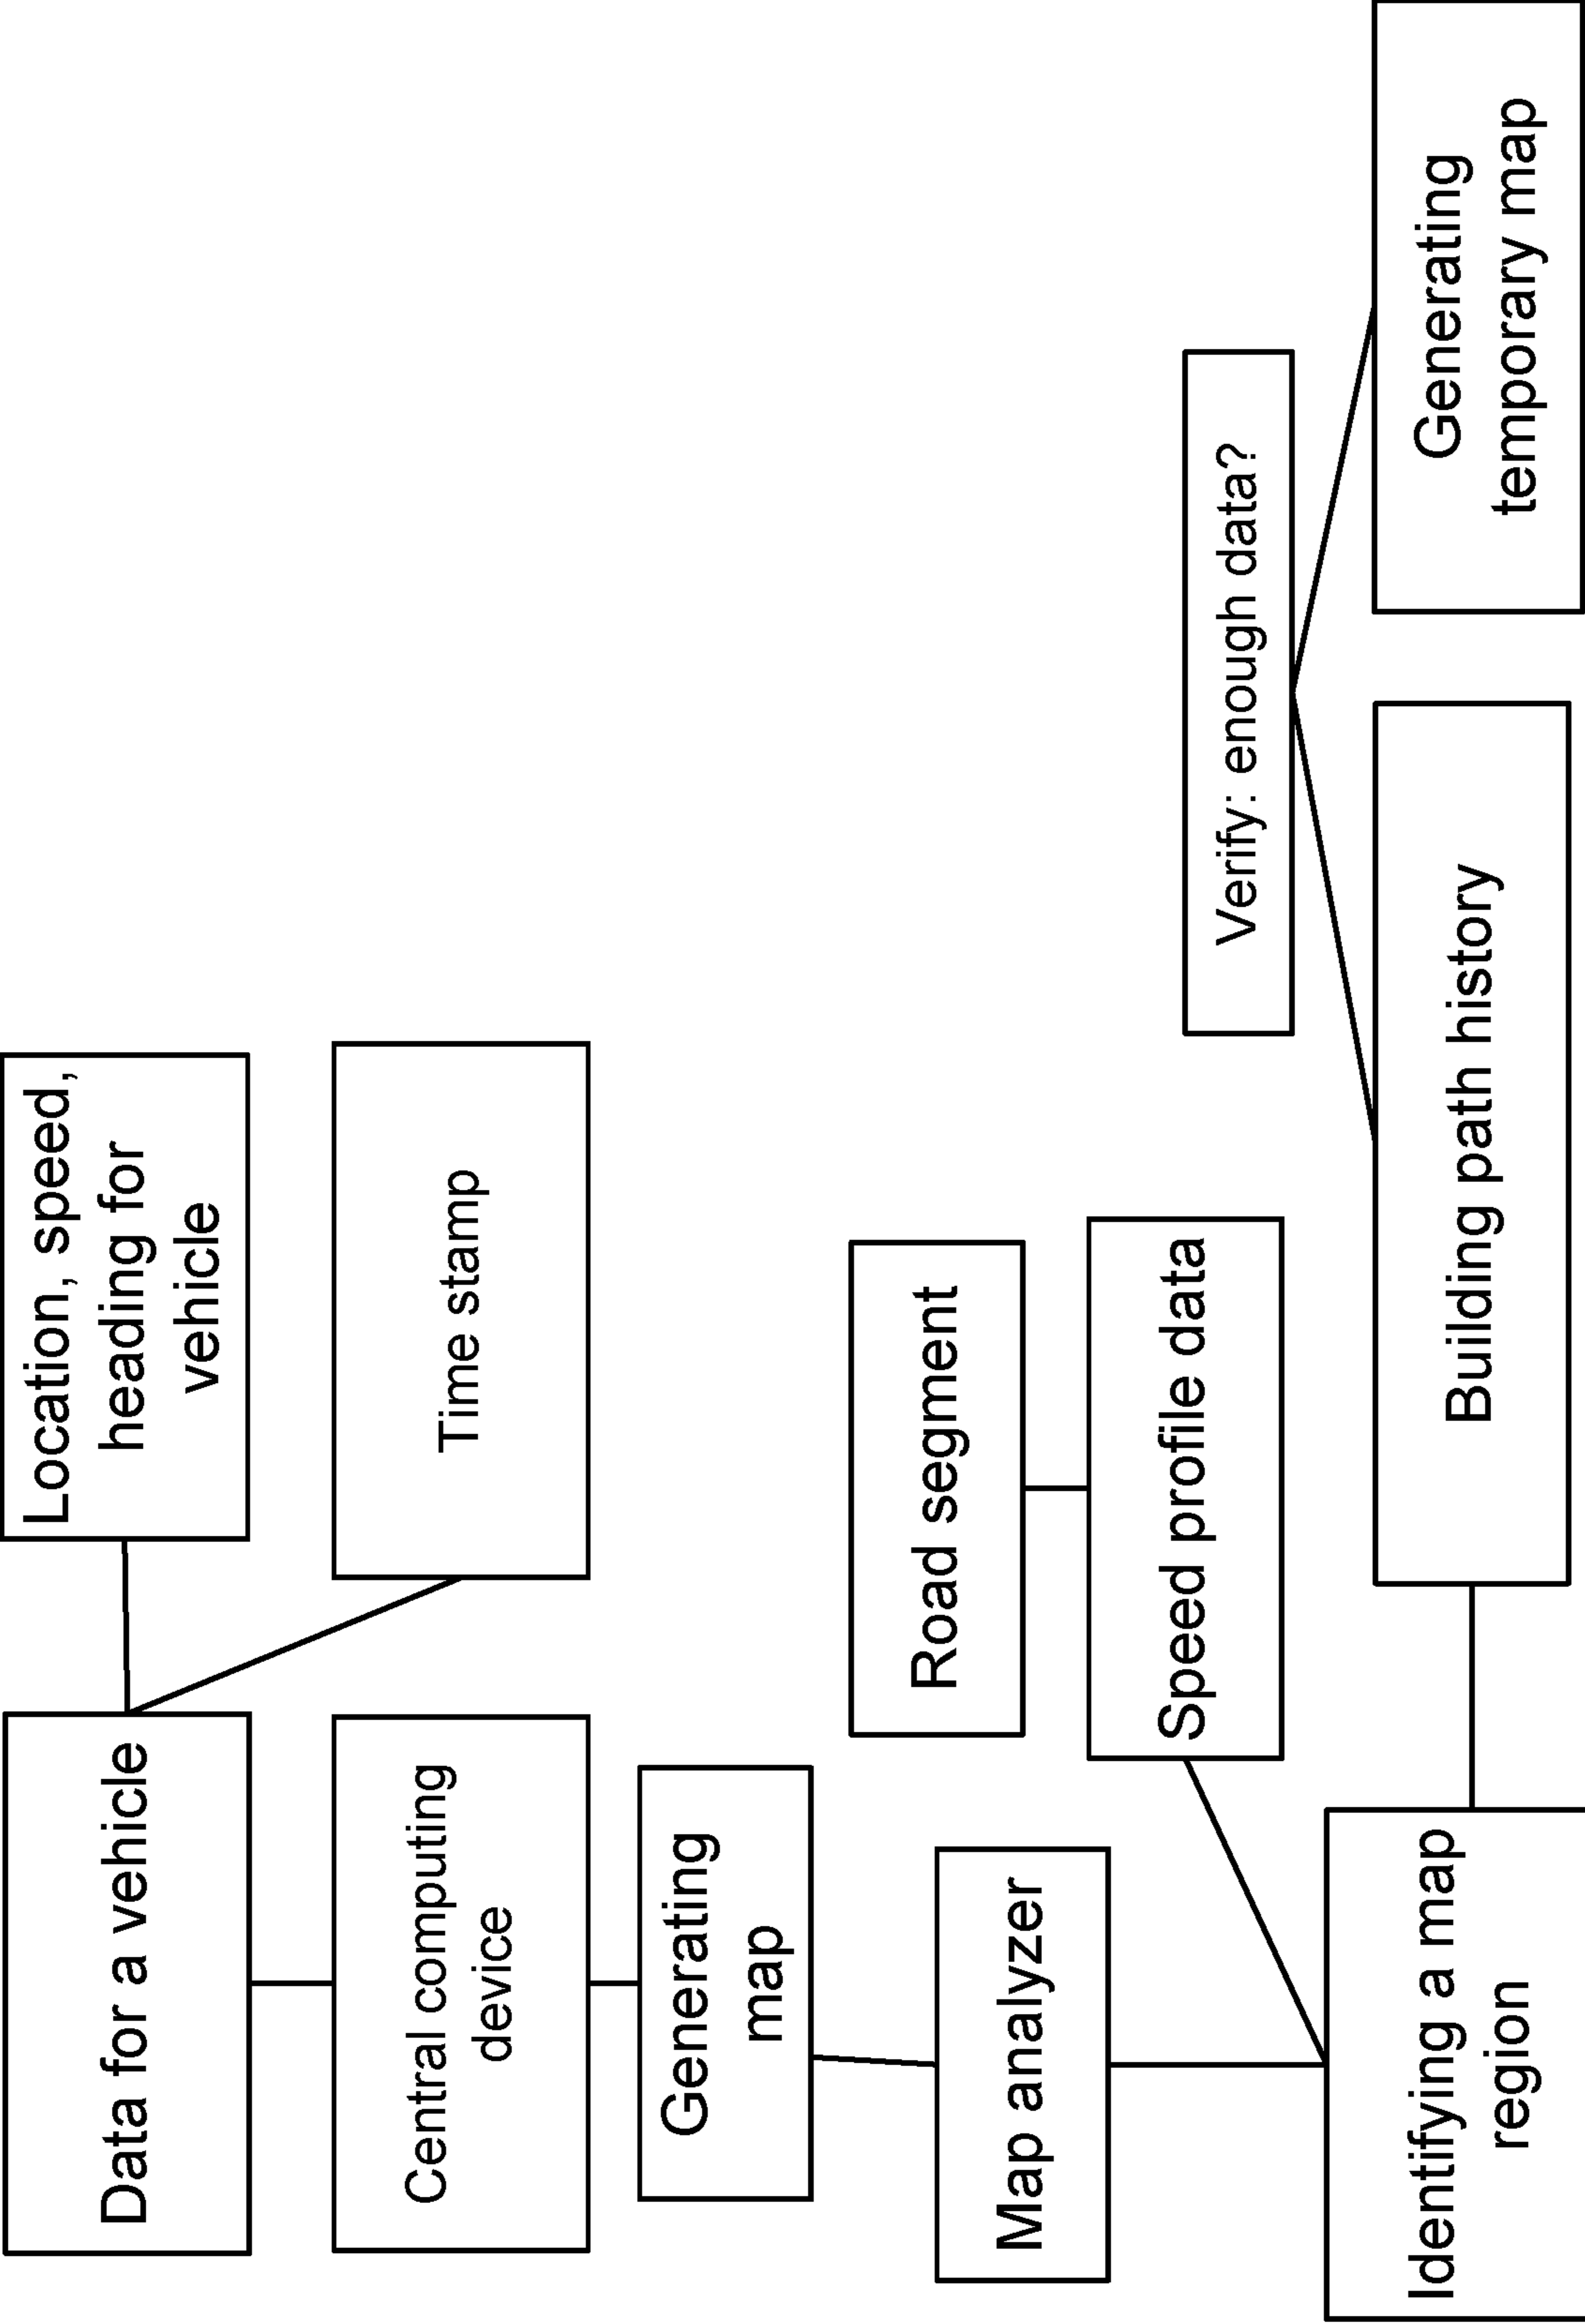 Data for a vehicle
Location, speed,
heading for
vehicle
Central computing
device
Time stamp
Generating
map
Map analyzer
Road segment
Speed profile data
Identifying a map
region
Building path history
Verify: enough data?
Generating
temporary map